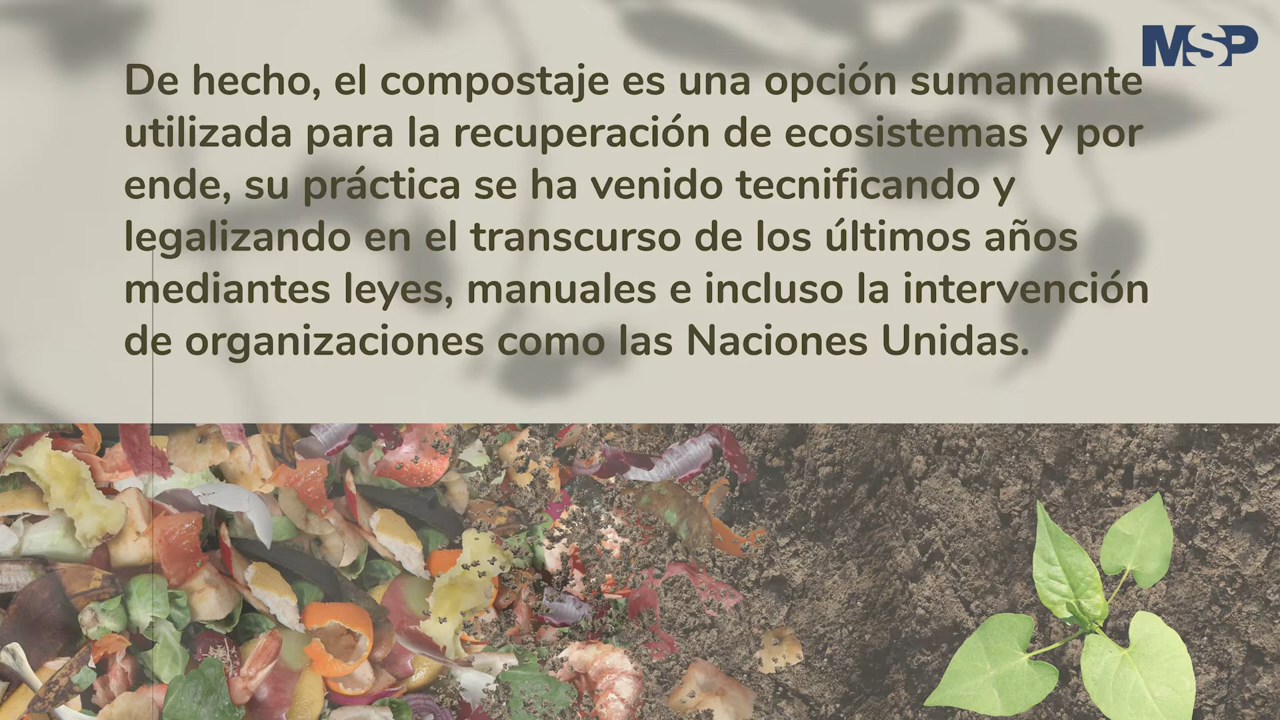 MSP
De hecho, el compostaje es una opción sumamente
utilizada para la recuperación de ecosistemas y por
ende, su práctica se ha venido tecnificando y
legalizando en el transcurso de los últimos años
mediantes leyes, manuales e incluso la intervención
de organizaciones como las Naciones Unidas.